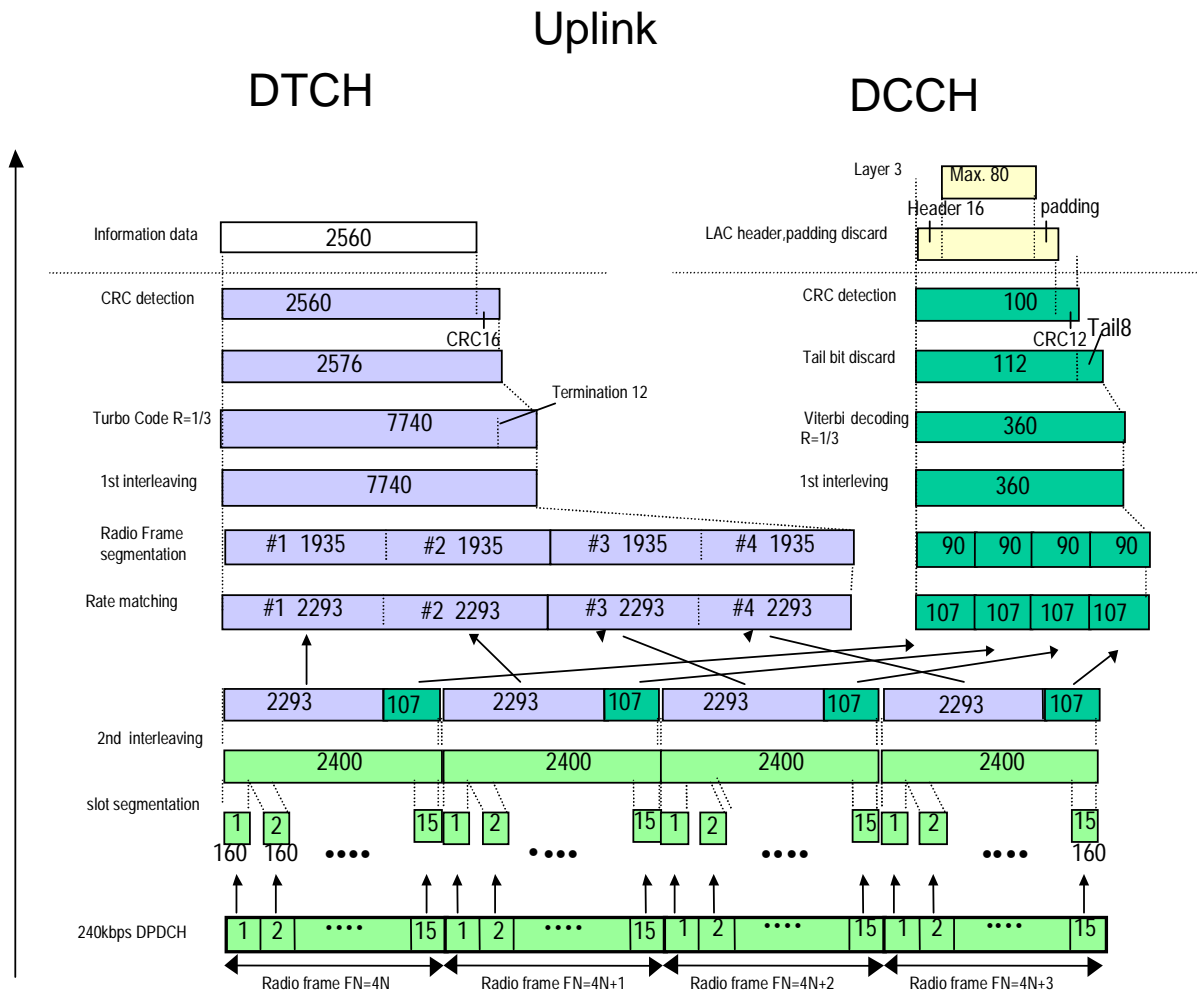 Uplink
DTCH
DCCH
Layer 3
Max. 80
Header 16
padding
Information data
2560
LAC header,padding discard
CRC detection
2560
CRC16
CRC detection
100
CRC12
Tail8
2576
Tail bit discard
112
Termination 12
Turbo Code R=1/3
7740
Viterbi decoding
R=1/3
360
1st interleaving
7740
1st interleving
360
Radio Frame
segmentation
#1 1935
#2 1935
#3 1935
#4 1935
90
90
90
90
Rate matching
#1 2293
#2 2293
#3 2293
#4 2293
107
107
107
107
2293
107
2293
107
2293
107
2293
107
2nd interleaving
2400
2400
2400
2400
slot segmentation
1
2
15
1
2
15
1
2
15
1
2
15
160
160
••••
••••
••••
••••
160
240kbps DPDCH
1
2
••••
15
1
2
••••
15
1
2
••••
15
1
2
••••
15
Radio frame FN=4N
Radio frame FN=4N+1
Radio frame FN=4N+2
Radio frame FN=4N+3